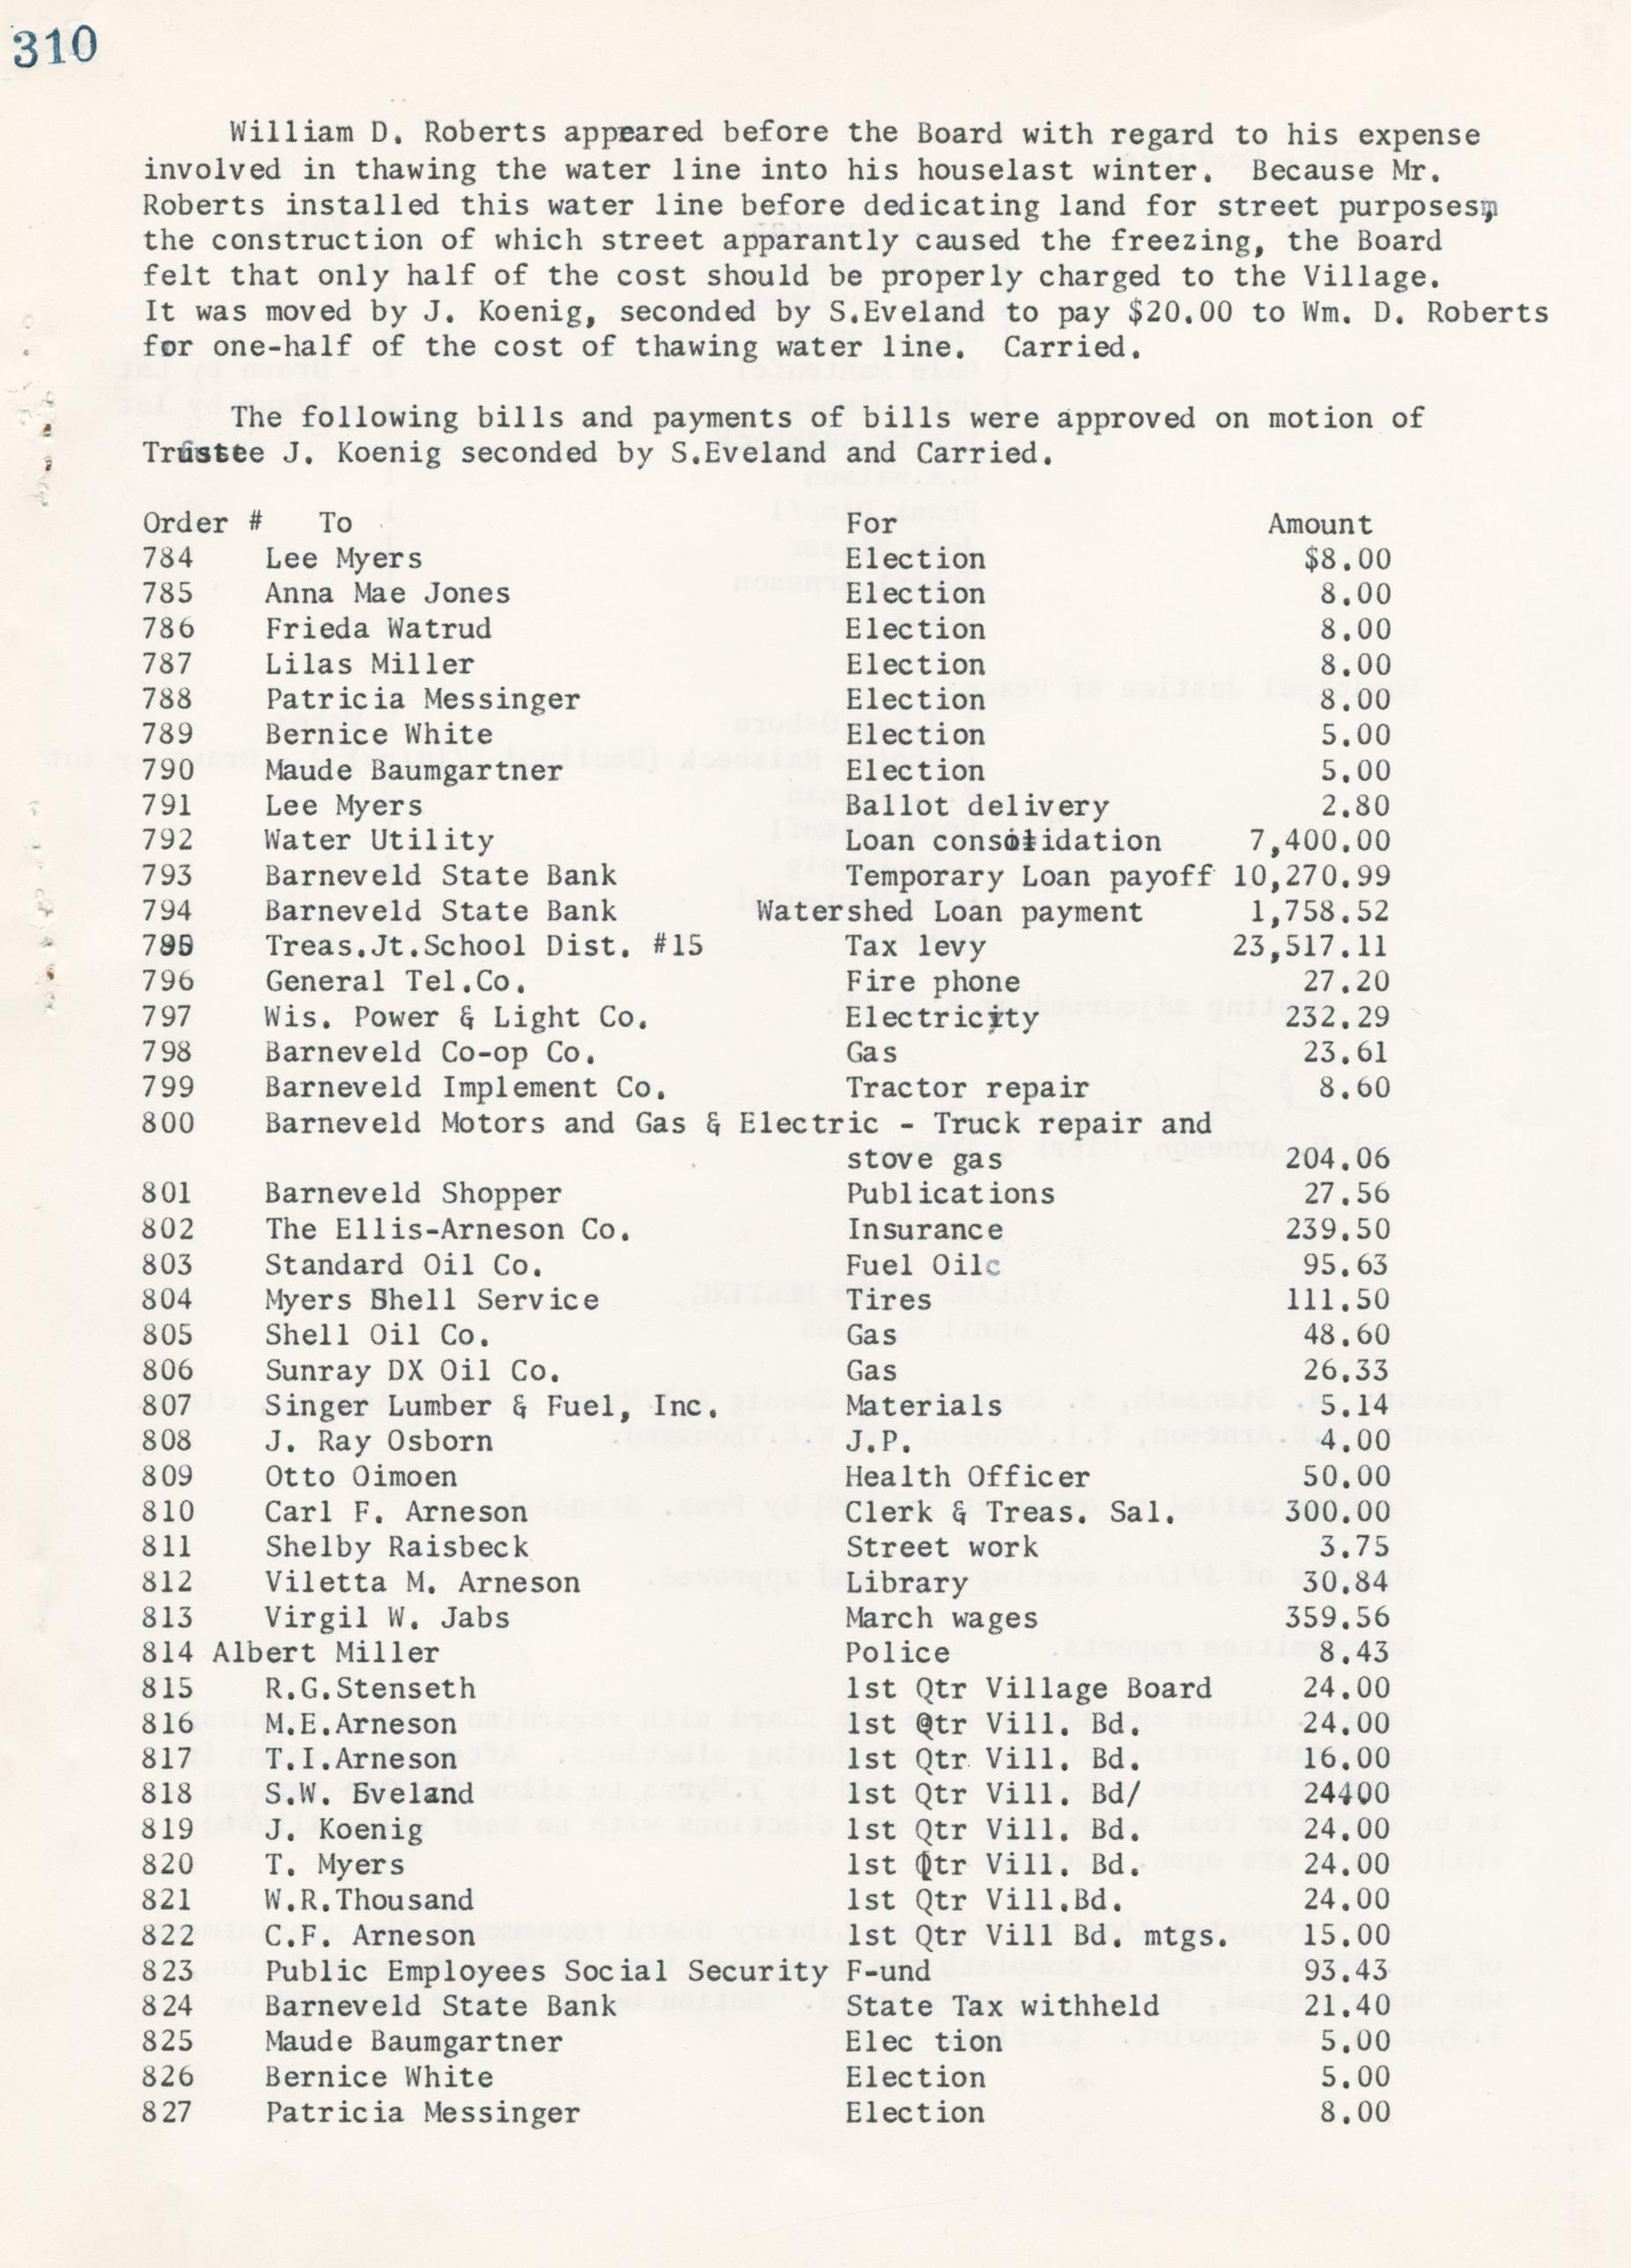 310
William D. Roberts appeared before the Board with regard to his expense
involved in thawing the water line into his houselast winter. Because Mr.
Roberts installed this water line before dedicating land for street purposes,
the construction of which street apparantly caused the freezing, the Board
felt that only half of the cost should be properly charged to the Village.
It was moved by J. Koenig, seconded by S.Eveland to pay $20.00 to Wm. D. Roberts
for one-half of the cost of thawing water line. Carried.
The following bills and payments of bills were approved on motion of
Trustee J. Koenig seconded by S.Eveland and Carried.
Order # To For Amount
784 Lee Myers Election $8.00
785 Anna Mae Jones Election 8.00
786 Frieda Watrud Election 8.00
787 Lilas Miller Election 8.00
788 Patricia Messinger Election 8.00
789 Bernice White Election 5.00
790 Maude Baumgartner Election 5.00
791 Lee Myers Ballot delivery 2.80
792 Water Utility Loan consolidation 7,400.00
793 Barneveld State Bank Temporary Loan payoff 10,270.99
794 Barneveld State Bank Watershed Loan payment 1,758.52
795 Treas.Jt.School Dist. #15 Tax levy 23,517.11
796 General Tel.Co. Fire phone 27.20
797 Wis. Power & Light Co. Electricity 232.29
798 Barneveld Co-op Co. Gas 23.61
799 Barneveld Implement Co. Tractor repair 8.60
800 Barneveld Motors and Gas & Electric - Truck repair and
stove gas 204.06
801 Barneveld Shopper Publications 27.56
802 The Ellis-Arneson Co. Insurance 239.50
803 Standard Oil Co. Fuel Oilc 95.63
804 Myers Shell Service Tires 111.50
805 Shell Oil Co. Gas 48.60
806 Sunray DX Oil Co. Gas 26.33
807 Singer Lumber & Fuel, Inc. Materials 5.14
808 J. Ray Osborn J.P. 4.00
809 Otto Oimoen Health Officer 50.00
810 Carl F. Arneson Clerk & Treas. Sal. 300.00
811 Shelby Raisbeck Street work 3.75
812 Viletta M. Arneson Library 30.84
813 Virgil W. Jabs March wages 359.56
814 Albert Miller Police 8.43
815 R.G.Stenseth 1st Qtr Village Board 24.00
816 M.E.Arneson 1st Qtr Vill. Bd. 24.00
817 T.I.Arneson 1st Qtr Vill. Bd. 16.00
818 S.W. Eveland 1st Qtr Vill. Bd/ 24400
819 J. Koenig 1st Qtr Vill. Bd. 24.00
820 T. Myers 1st Qtr Vill. Bd. 24.00
821 W.R.Thousand 1st Qtr Vill.Bd. 24.00
822 C.F. Arneson 1st Qtr Vill Bd. mtgs. 15.00
823 Public Employees Social Security F-und 93.43
824 Barneveld State Bank State Tax withheld 21.40
825 Maude Baumgartner Elec tion 5.00
826 Bernice White Election 5.00
827 Patricia Messinger Election 8.00